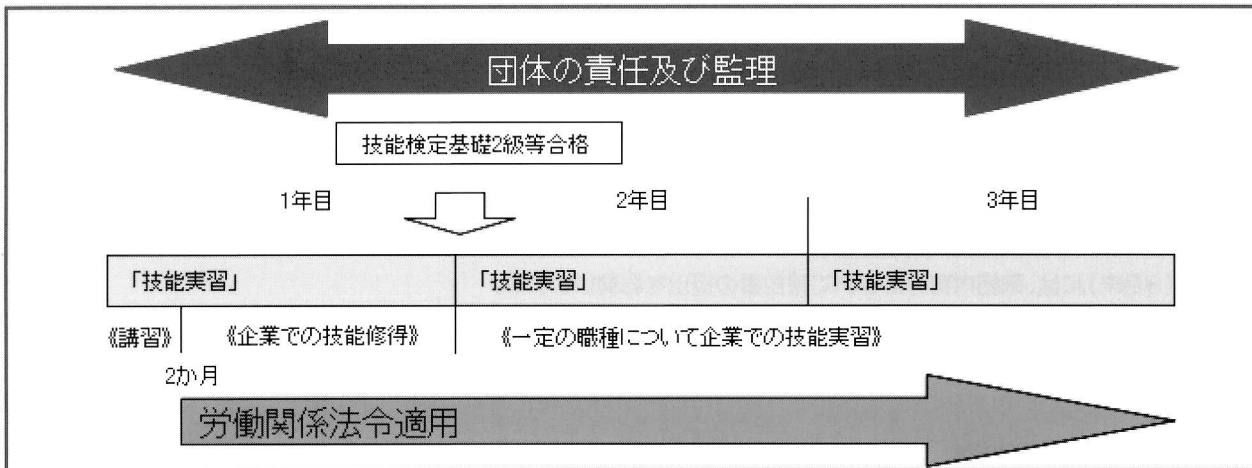 団体の責任及び監理
技能検定基礎2級等合格
1年目
2年目
3年目
「技能実習」
「技能実習」
「技能実習」
《講習》
《企業での技能修得》
《一定の職種について企業での技能実習》
2か月
労働関係法令適用